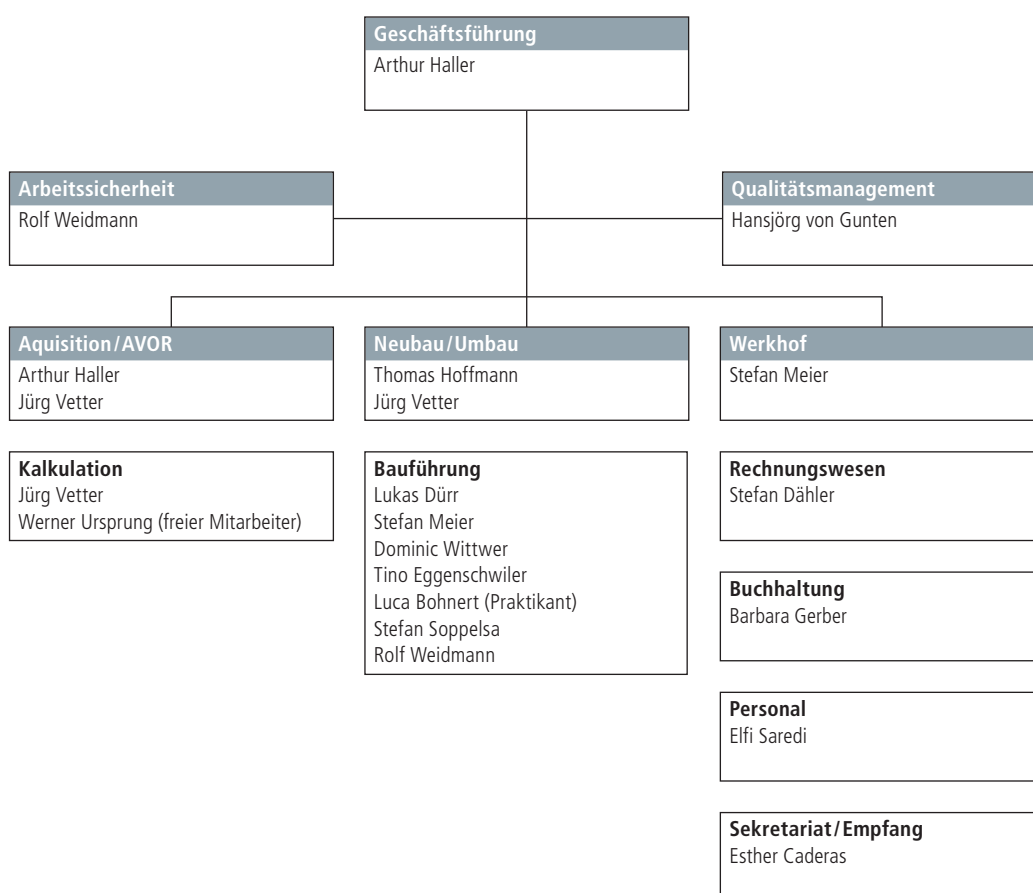 Geschäftsführung
Arthur Haller
Arbeitssicherheit
Rolf Weidmann
Qualitätsmanagement
Hansjörg von Gunten
Aquisition/AVOR
Arthur Haller
Jürg Vetter
Neubau/Umbau
Thomas Hoffmann
Jürg Vetter
Werkhof
Stefan Meier
Kalkulation
Jürg Vetter
Werner Ursprung (freier Mitarbeiter)
Bauführung
Lukas Dürr
Stefan Meier
Dominic Wittwer
Tino Eggenschwiler
Luca Bohnert (Praktikant)
Stefan Soppelsa
Rolf Weidmann
Rechnungswesen
Stefan Dähler
Buchhaltung
Barbara Gerber
Personal
Elfi Saredi
Sekretariat/Empfang
Esther Caderas